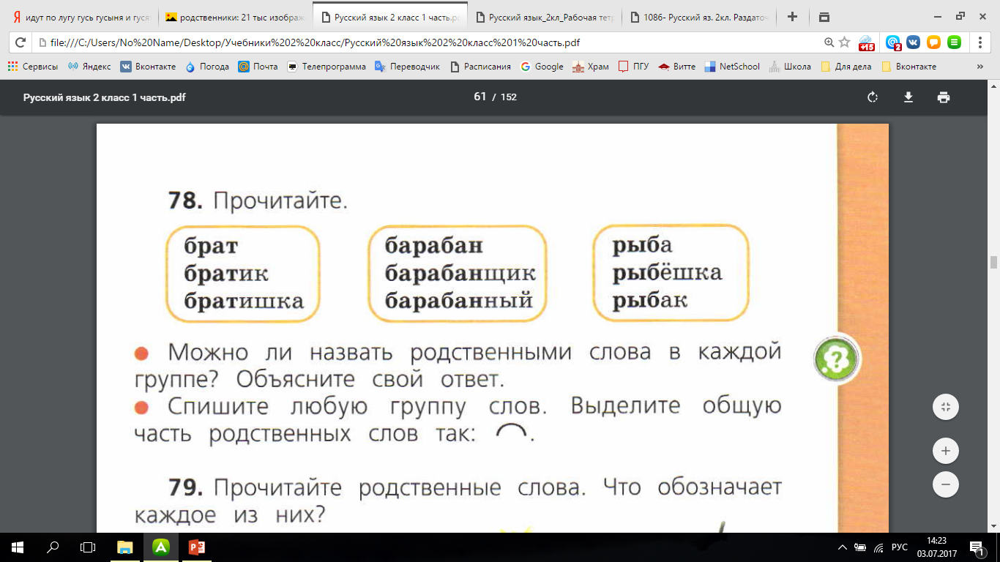 идут по лугу гусь гусыня и гуся
родственники: 21 тыс изображ
Русский язык 2 класс 1 часть.pd
Русский язык_2кл_Рабочая тетр
1086- Русский яз. 2кл. Раздаточ
file:///C:/Users/No%20Name/Desktop/Учебники%202%20класс/Русский%20язык%202%20класс%201%20часть.pdf
+15
2
Сервисы Яндекс Вконтакте Погода Почта Телепрограмма Переводчик Расписания Google Храм ПГУ Витте NetSchool Школа Для дела Вконтакте »
Русский язык 2 класс 1 часть.pdf 61 / 152
78. Прочитайте.
брат
братик
братишка
барабан
барабанщик
барабанный
рыба
рыбёшка
рыбак
Можно ли назвать родственными слова в каждой
группе? Объясните свой ответ.
Спишите любую группу слов. Выделите общую
часть родственных слов так: .
79. Прочитайте родственные слова. Что обозначает
каждое из них?
РУС
14:23
03.07.2017
1